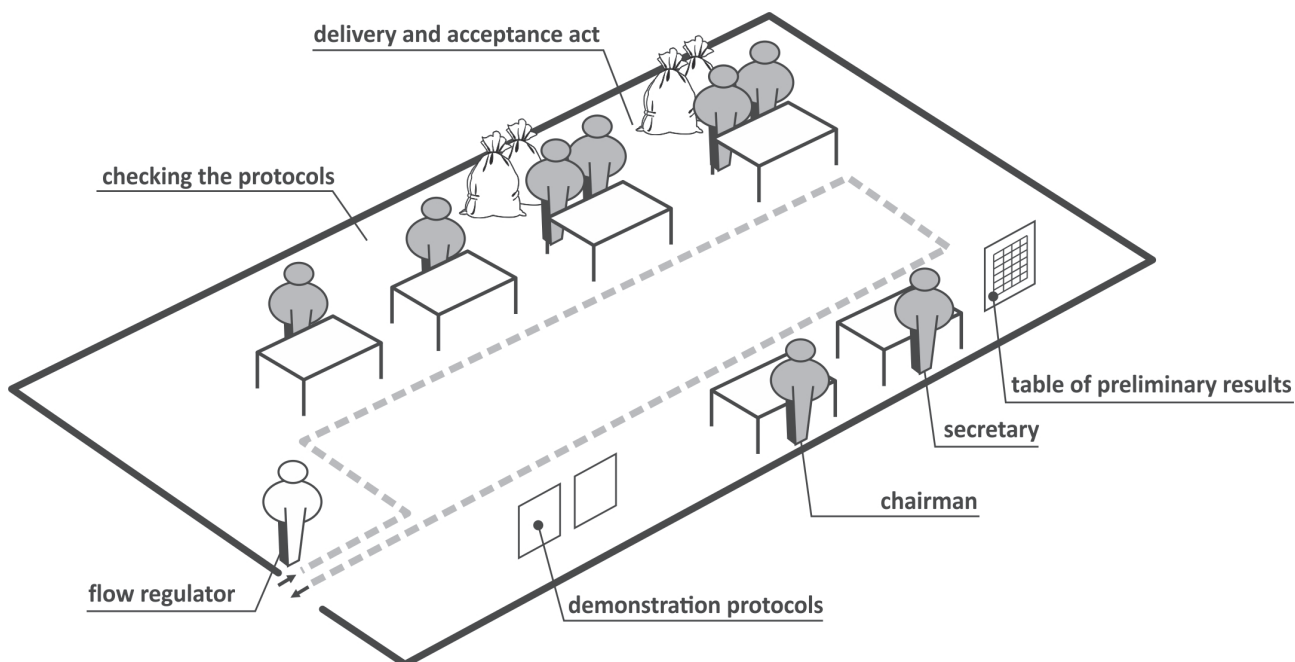 delivery and acceptance act
checking the protocols
table of preliminary results
secretary
chairman
flow regulator
demonstration protocols